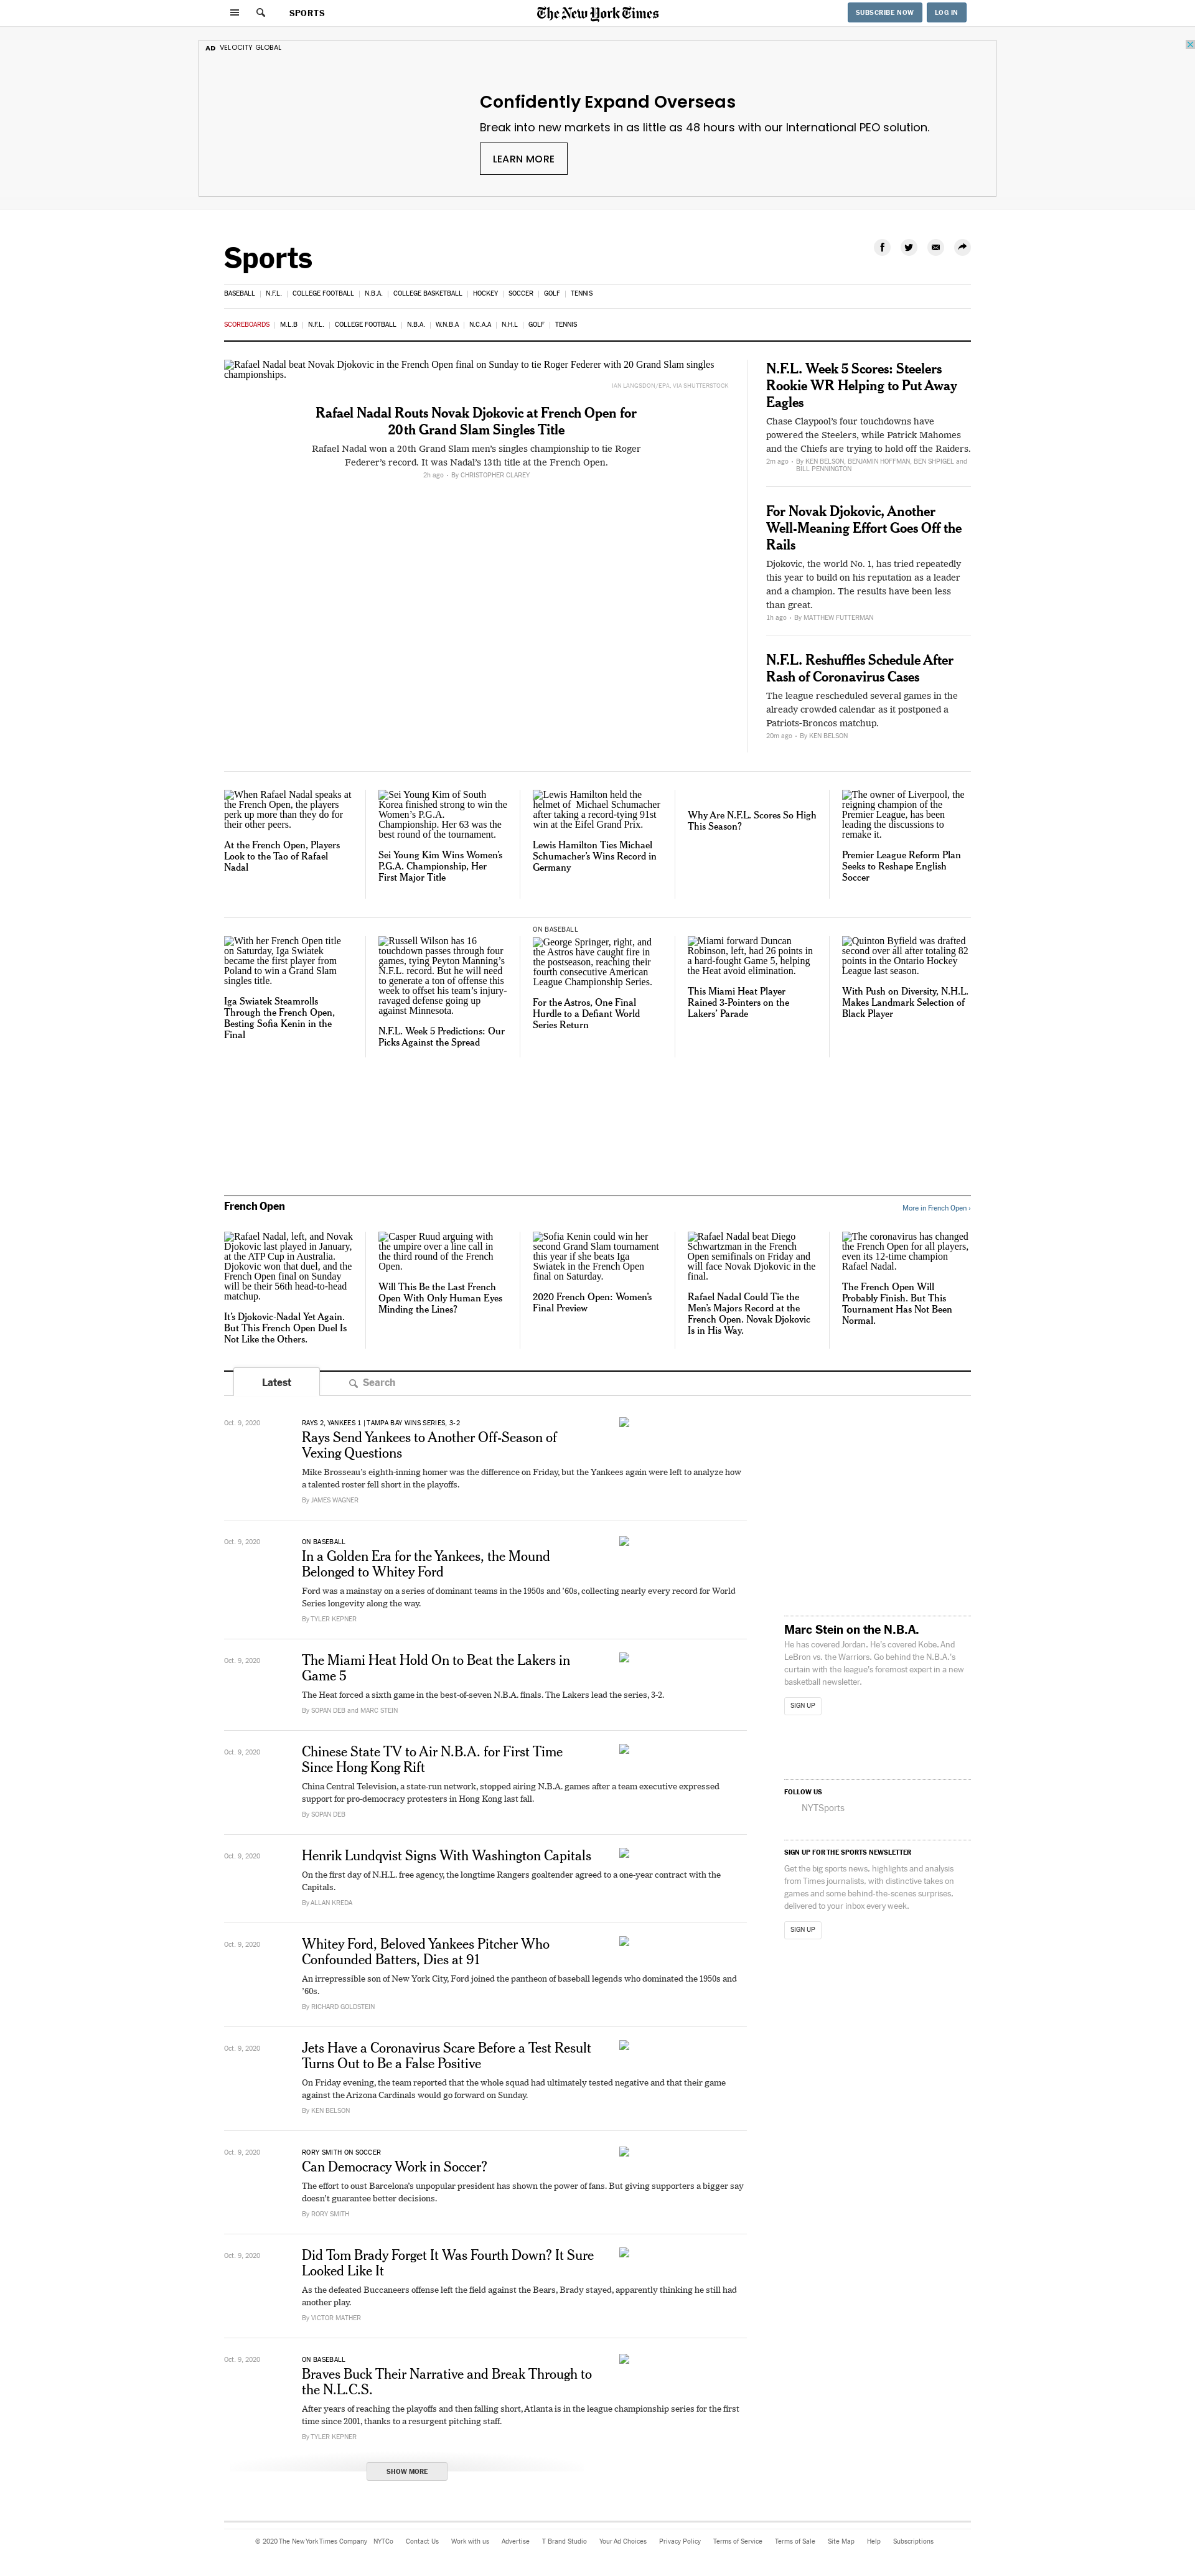 SPORTS
The New York Times
SUBSCRIBE NOW
LOG IN
AD VELOCITY GLOBAL
Confidently Expand Overseas
Break into new markets in as little as 48 hours with our International PEO solution.
LEARN MORE
Sports
BASEBALL | N.F.L. | COLLEGE FOOTBALL | N.B.A. | COLLEGE BASKETBALL | HOCKEY | SOCCER | GOLF | TENNIS
SCOREBOARDS | M.L.B | N.F.L. | COLLEGE FOOTBALL | N.B.A. | W.N.B.A | N.C.A.A | N.H.L | GOLF | TENNIS
Rafael Nadal beat Novak Djokovic in the French Open final on Sunday to tie Roger Federer with 20 Grand Slam singles
championships.
IAN LANGSDON/EPA, VIA SHUTTERSTOCK
Rafael Nadal Routs Novak Djokovic at French Open for
20th Grand Slam Singles Title
Rafael Nadal won a 20th Grand Slam men's singles championship to tie Roger
Federer's record. It was Nadal's 13th title at the French Open.
2h ago · By CHRISTOPHER CLAREY
N.F.L. Week 5 Scores: Steelers
Rookie WR Helping to Put Away
Eagles
Chase Claypool's four touchdowns have
powered the Steelers, while Patrick Mahomes
and the Chiefs are trying to hold off the Raiders.
2m ago · By KEN BELSON, BENJAMIN HOFFMAN, BEN SHPIGEL and
BILL PENNINGTON
For Novak Djokovic, Another
Well-Meaning Effort Goes Off the
Rails
Djokovic, the world No. 1, has tried repeatedly
this year to build on his reputation as a leader
and a champion. The results have been less
than great.
1h ago · By MATTHEW FUTTERMAN
N.F.L. Reshuffles Schedule After
Rash of Coronavirus Cases
The league rescheduled several games in the
already crowded calendar as it postponed a
Patriots-Broncos matchup.
20m ago · By KEN BELSON
When Rafael Nadal speaks at
the French Open, the players
perk up more than they do for
their other peers.
At the French Open, Players
Look to the Tao of Rafael
Nadal
Sei Young Kim of South
Korea finished strong to win the
Women's P.G.A.
Championship. Her 63 was the
best round of the tournament.
Sei Young Kim Wins Women's
P.G.A. Championship, Her
First Major Title
Lewis Hamilton held the
helmet of Michael Schumacher
after taking a record-tying 91st
win at the Eifel Grand Prix.
Lewis Hamilton Ties Michael
Schumacher's Wins Record in
Germany
Why Are N.F.L. Scores So High
This Season?
The owner of Liverpool, the
reigning champion of the
Premier League, has been
leading the discussions to
remake it.
Premier League Reform Plan
Seeks to Reshape English
Soccer
With her French Open title
on Saturday, Iga Swiatek
became the first player from
Poland to win a Grand Slam
singles title.
Iga Swiatek Steamrolls
Through the French Open,
Besting Sofia Kenin in the
Final
Russell Wilson has 16
touchdown passes through four
games, tying Peyton Manning's
N.F.L. record. But he will need
to generate a ton of offense this
week to offset his team's injury-
ravaged defense going up
against Minnesota.
N.F.L. Week 5 Predictions: Our
Picks Against the Spread
ON BASEBALL
George Springer, right, and
the Astros have caught fire in
the postseason, reaching their
fourth consecutive American
League Championship Series.
For the Astros, One Final
Hurdle to a Defiant World
Series Return
Miami forward Duncan
Robinson, left, had 26 points in
a hard-fought Game 5, helping
the Heat avoid elimination.
This Miami Heat Player
Rained 3-Pointers on the
Lakers' Parade
Quinton Byfield was drafted
second over all after totaling 82
points in the Ontario Hockey
League last season.
With Push on Diversity, N.H.L.
Makes Landmark Selection of
Black Player
French Open
More in French Open ›
Rafael Nadal, left, and Novak
Djokovic last played in January,
at the ATP Cup in Australia.
Djokovic won that duel, and the
French Open final on Sunday
will be their 56th head-to-head
matchup.
It's Djokovic-Nadal Yet Again.
But This French Open Duel Is
Not Like the Others.
Casper Ruud arguing with
the umpire over a line call in
the third round of the French
Open.
Will This Be the Last French
Open With Only Human Eyes
Minding the Lines?
Sofia Kenin could win her
second Grand Slam tournament
this year if she beats Iga
Swiatek in the French Open
final on Saturday.
2020 French Open: Women's
Final Preview
Rafael Nadal beat Diego
Schwartzman in the French
Open semifinals on Friday and
will face Novak Djokovic in the
final.
Rafael Nadal Could Tie the
Men's Majors Record at the
French Open. Novak Djokovic
Is in His Way.
The coronavirus has changed
the French Open for all players,
even its 12-time champion
Rafael Nadal.
The French Open Will
Probably Finish. But This
Tournament Has Not Been
Normal.
Latest
Search
Oct. 9, 2020
RAYS 2, YANKEES 1 | TAMPA BAY WINS SERIES, 3-2
Rays Send Yankees to Another Off-Season of
Vexing Questions
Mike Brosseau's eighth-inning homer was the difference on Friday, but the Yankees again were left to analyze how
a talented roster fell short in the playoffs.
By JAMES WAGNER
Oct. 9, 2020
ON BASEBALL
In a Golden Era for the Yankees, the Mound
Belonged to Whitey Ford
Ford was a mainstay on a series of dominant teams in the 1950s and '60s, collecting nearly every record for World
Series longevity along the way.
By TYLER KEPNER
Oct. 9, 2020
The Miami Heat Hold On to Beat the Lakers in
Game 5
The Heat forced a sixth game in the best-of-seven N.B.A. finals. The Lakers lead the series, 3-2.
By SOPAN DEB and MARC STEIN
Oct. 9, 2020
Chinese State TV to Air N.B.A. for First Time
Since Hong Kong Rift
China Central Television, a state-run network, stopped airing N.B.A. games after a team executive expressed
support for pro-democracy protesters in Hong Kong last fall.
By SOPAN DEB
Oct. 9, 2020
Henrik Lundqvist Signs With Washington Capitals
On the first day of N.H.L. free agency, the longtime Rangers goaltender agreed to a one-year contract with the
Capitals.
By ALLAN KREDA
Oct. 9, 2020
Whitey Ford, Beloved Yankees Pitcher Who
Confounded Batters, Dies at 91
An irrepressible son of New York City, Ford joined the pantheon of baseball legends who dominated the 1950s and
'60s.
By RICHARD GOLDSTEIN
Oct. 9, 2020
Jets Have a Coronavirus Scare Before a Test Result
Turns Out to Be a False Positive
On Friday evening, the team reported that the whole squad had ultimately tested negative and that their game
against the Arizona Cardinals would go forward on Sunday.
By KEN BELSON
Oct. 9, 2020
RORY SMITH ON SOCCER
Can Democracy Work in Soccer?
The effort to oust Barcelona's unpopular president has shown the power of fans. But giving supporters a bigger say
doesn't guarantee better decisions.
By RORY SMITH
Oct. 9, 2020
Did Tom Brady Forget It Was Fourth Down? It Sure
Looked Like It
As the defeated Buccaneers offense left the field against the Bears, Brady stayed, apparently thinking he still had
another play.
By VICTOR MATHER
Oct. 9, 2020
ON BASEBALL
Braves Buck Their Narrative and Break Through to
the N.L.C.S.
After years of reaching the playoffs and then falling short, Atlanta is in the league championship series for the first
time since 2001, thanks to a resurgent pitching staff.
By TYLER KEPNER
SHOW MORE
Marc Stein on the N.B.A.
He has covered Jordan. He's covered Kobe. And
LeBron vs. the Warriors. Go behind the N.B.A.'s
curtain with the league's foremost expert in a new
basketball newsletter.
SIGN UP
FOLLOW US
NYTSports
SIGN UP FOR THE SPORTS NEWSLETTER
Get the big sports news, highlights and analysis
from Times journalists, with distinctive takes on
games and some behind-the-scenes surprises,
delivered to your inbox every week.
SIGN UP
© 2020 The New York Times Company NYTCo Contact Us Work with us Advertise T Brand Studio Your Ad Choices Privacy Policy Terms of Service Terms of Sale Site Map Help Subscriptions